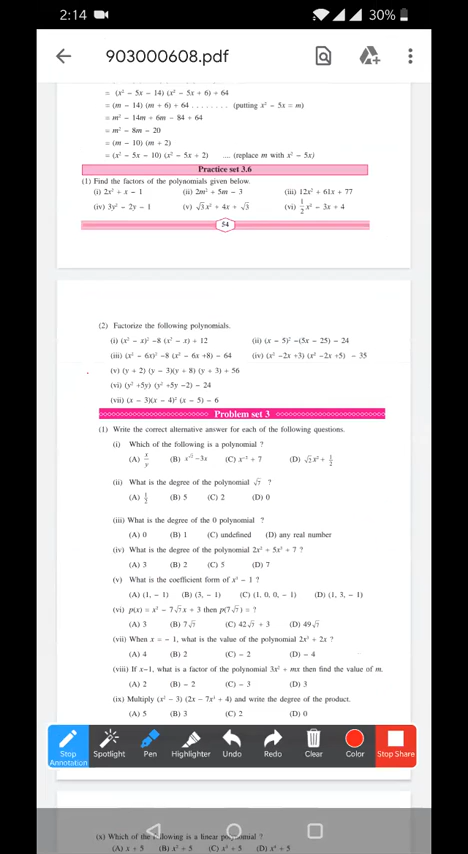 2:14
30%
903000608.pdf
= (x² − 5x − 14) (x² − 5x + 6) + 64
= (m − 14) (m + 6) + 64 . . . . . . . . (putting x² − 5x = m)
= m² − 14m + 6m − 84 + 64
= m² − 8m − 20
= (m − 10) (m + 2)
= (x² − 5x − 10) (x² − 5x + 2) .... (replace m with x² − 5x)
Practice set 3.6
(1) Find the factors of the polynomials given below.
(i) 2x² + x − 1 (ii) 2m² + 5m − 3 (iii) 12x² + 61x + 77
(iv) 3y² − 2y − 1 (v) √3x² + 4x + √3 (vi) 1/2 x² − 3x + 4
54
(2) Factorize the following polynomials.
(i) (x² − x)² −8 (x² − x) + 12 (ii) (x − 5)² −(5x − 25) − 24
(iii) (x² − 6x)² −8 (x² − 6x +8) − 64 (iv) (x² −2x +3) (x² −2x +5) − 35
(v) (y + 2) (y − 3)(y + 8) (y + 3) + 56
(vi) (y² +5y) (y² +5y −2) − 24
(vii) (x − 3)(x − 4)² (x − 5) − 6
Problem set 3
(1) Write the correct alternative answer for each of the following questions.
(i) Which of the following is a polynomial ?
(A) x/y (B) x^√2 −3x (C) x⁻² + 7 (D) √2 x² + 1/2
(ii) What is the degree of the polynomial √7 ?
(A) 1/2 (B) 5 (C) 2 (D) 0
(iii) What is the degree of the 0 polynomial ?
(A) 0 (B) 1 (C) undefined (D) any real number
(iv) What is the degree of the polynomial 2x² + 5x³ + 7 ?
(A) 3 (B) 2 (C) 5 (D) 7
(v) What is the coefficient form of x³ − 1 ?
(A) (1, − 1) (B) (3, − 1) (C) (1, 0, 0, − 1) (D) (1, 3, − 1)
(vi) p(x) = x² − 7√7 x + 3 then p(7√7) = ?
(A) 3 (B) 7√7 (C) 42√7 + 3 (D) 49√7
(vii) When x = − 1, what is the value of the polynomial 2x³ + 2x ?
(A) 4 (B) 2 (C) − 2 (D) − 4
(viii) If x−1, what is a factor of the polynomial 3x² + mx then find the value of m.
(A) 2 (B) − 2 (C) − 3 (D) 3
(ix) Multiply (x² − 3) (2x − 7x³ + 4) and write the degree of the product.
(A) 5 (B) 3 (C) 2 (D) 0
Stop Annotation
Spotlight
Pen
Highlighter
Undo
Redo
Clear
Color
Stop Share
(x) Which of the following is a linear polynomial ?
(A) x + 5 (B) x² + 5 (C) x³ + 5 (D) x⁴ + 5